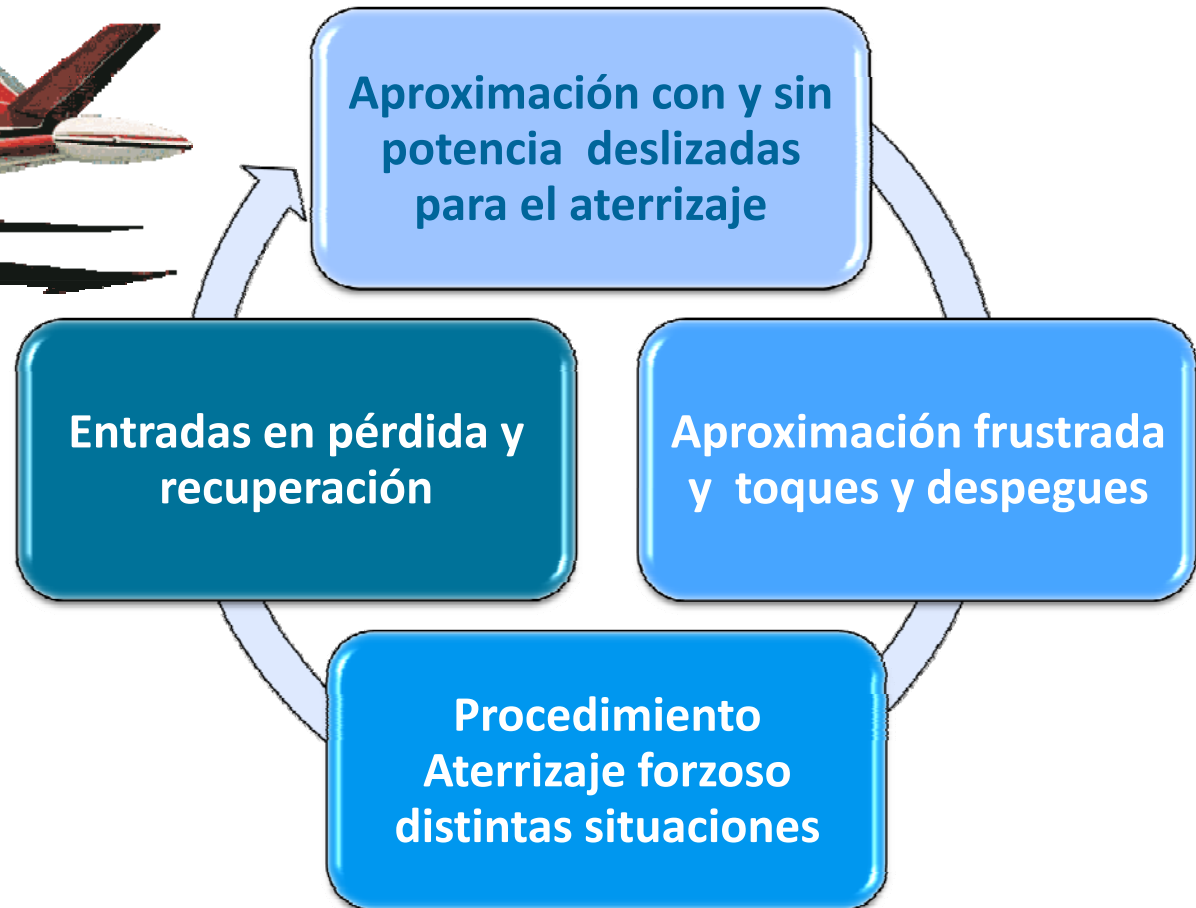 Aproximación con y sin
potencia deslizadas
para el aterrizaje
Aproximación frustrada
y toques y despegues
Procedimiento
Aterrizaje forzoso
distintas situaciones
Entradas en pérdida y
recuperación